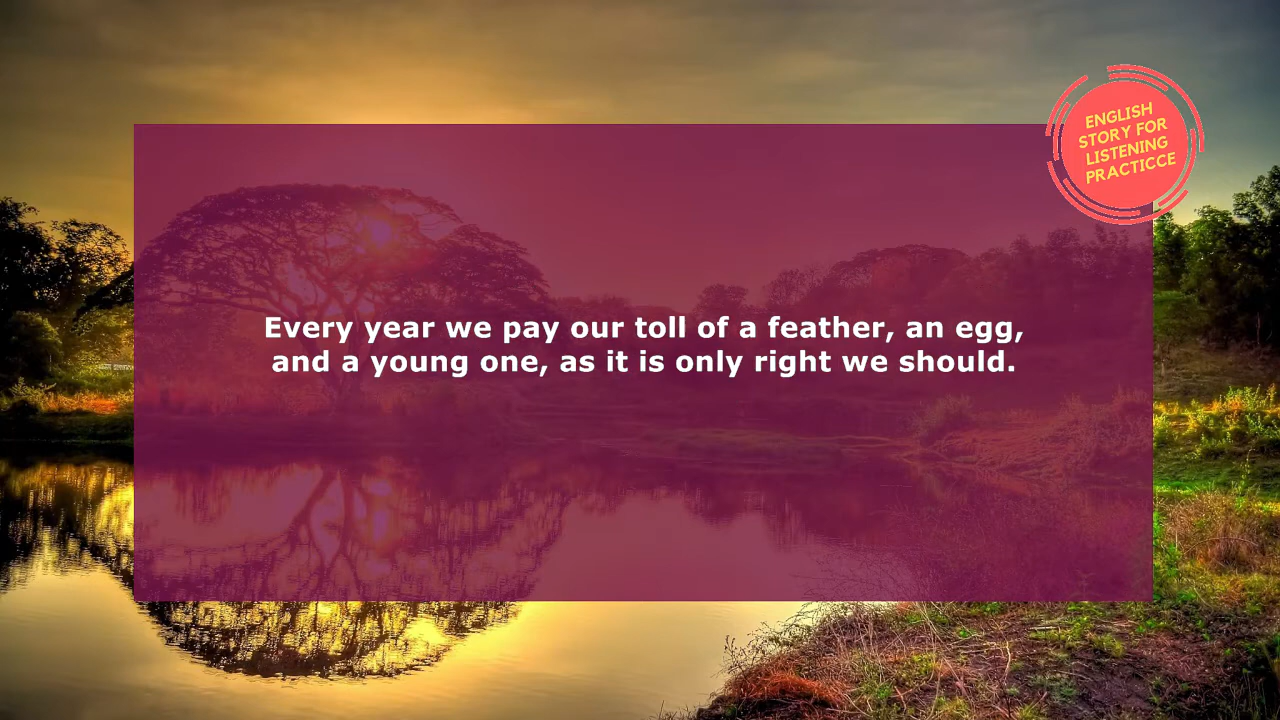 ENGLISH
STORY FOR
LISTENING
PRACTICCE
Every year we pay our toll of a feather, an egg,
and a young one, as it is only right we should.